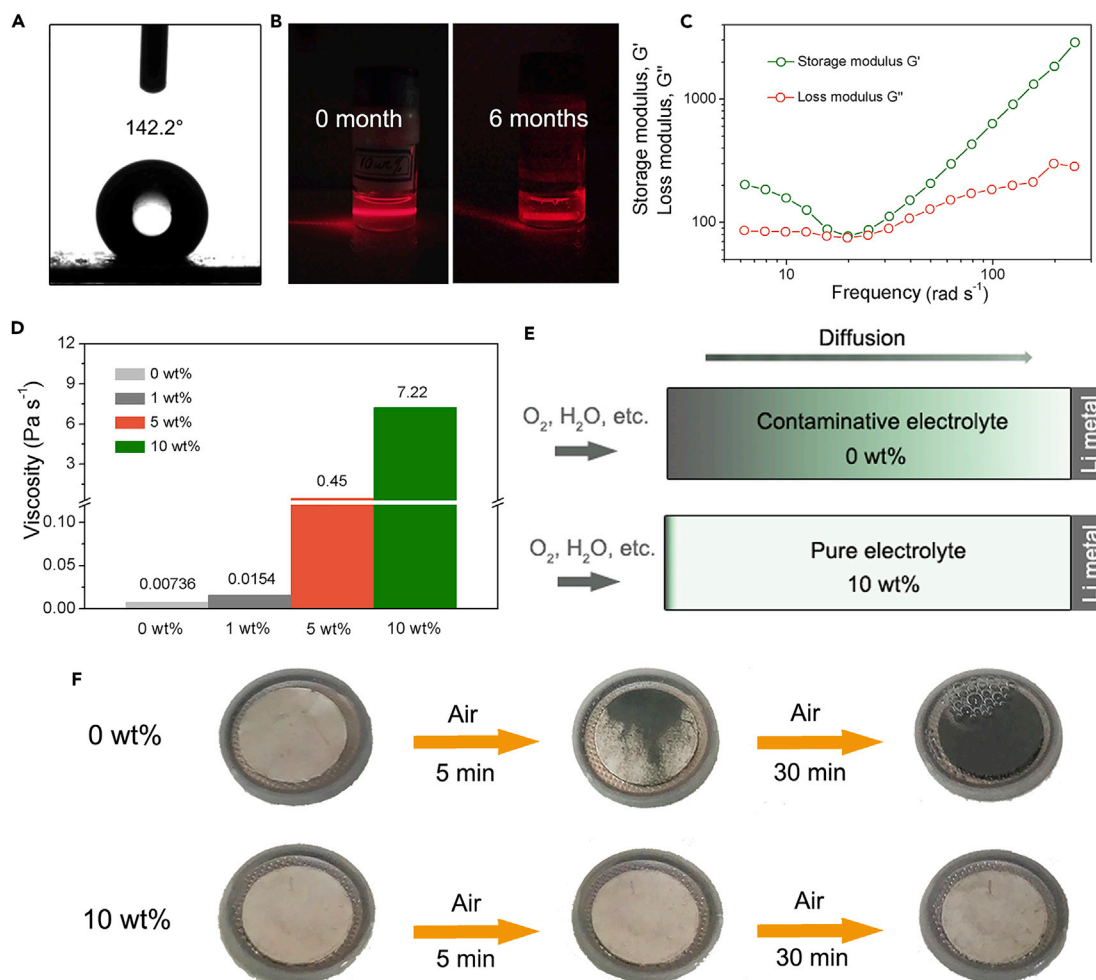 A
142.2°
B
0 month
10 wt%
6 months
C
Storage modulus, G'
Loss modulus, G''
Storage modulus G'
Loss modulus G''
1000
100
10
100
Frequency (rad s⁻¹)
D
Viscosity (Pa s⁻¹)
12
9
6
3
0.10
0.05
0.00
0 wt%
1 wt%
5 wt%
10 wt%
0.00736
0.0154
0.45
7.22
0 wt%
1 wt%
5 wt%
10 wt%
E
Diffusion
O₂, H₂O, etc.
Contaminative electrolyte
0 wt%
Li metal
O₂, H₂O, etc.
Pure electrolyte
10 wt%
Li metal
F
0 wt%
Air
5 min
Air
30 min
10 wt%
Air
5 min
Air
30 min